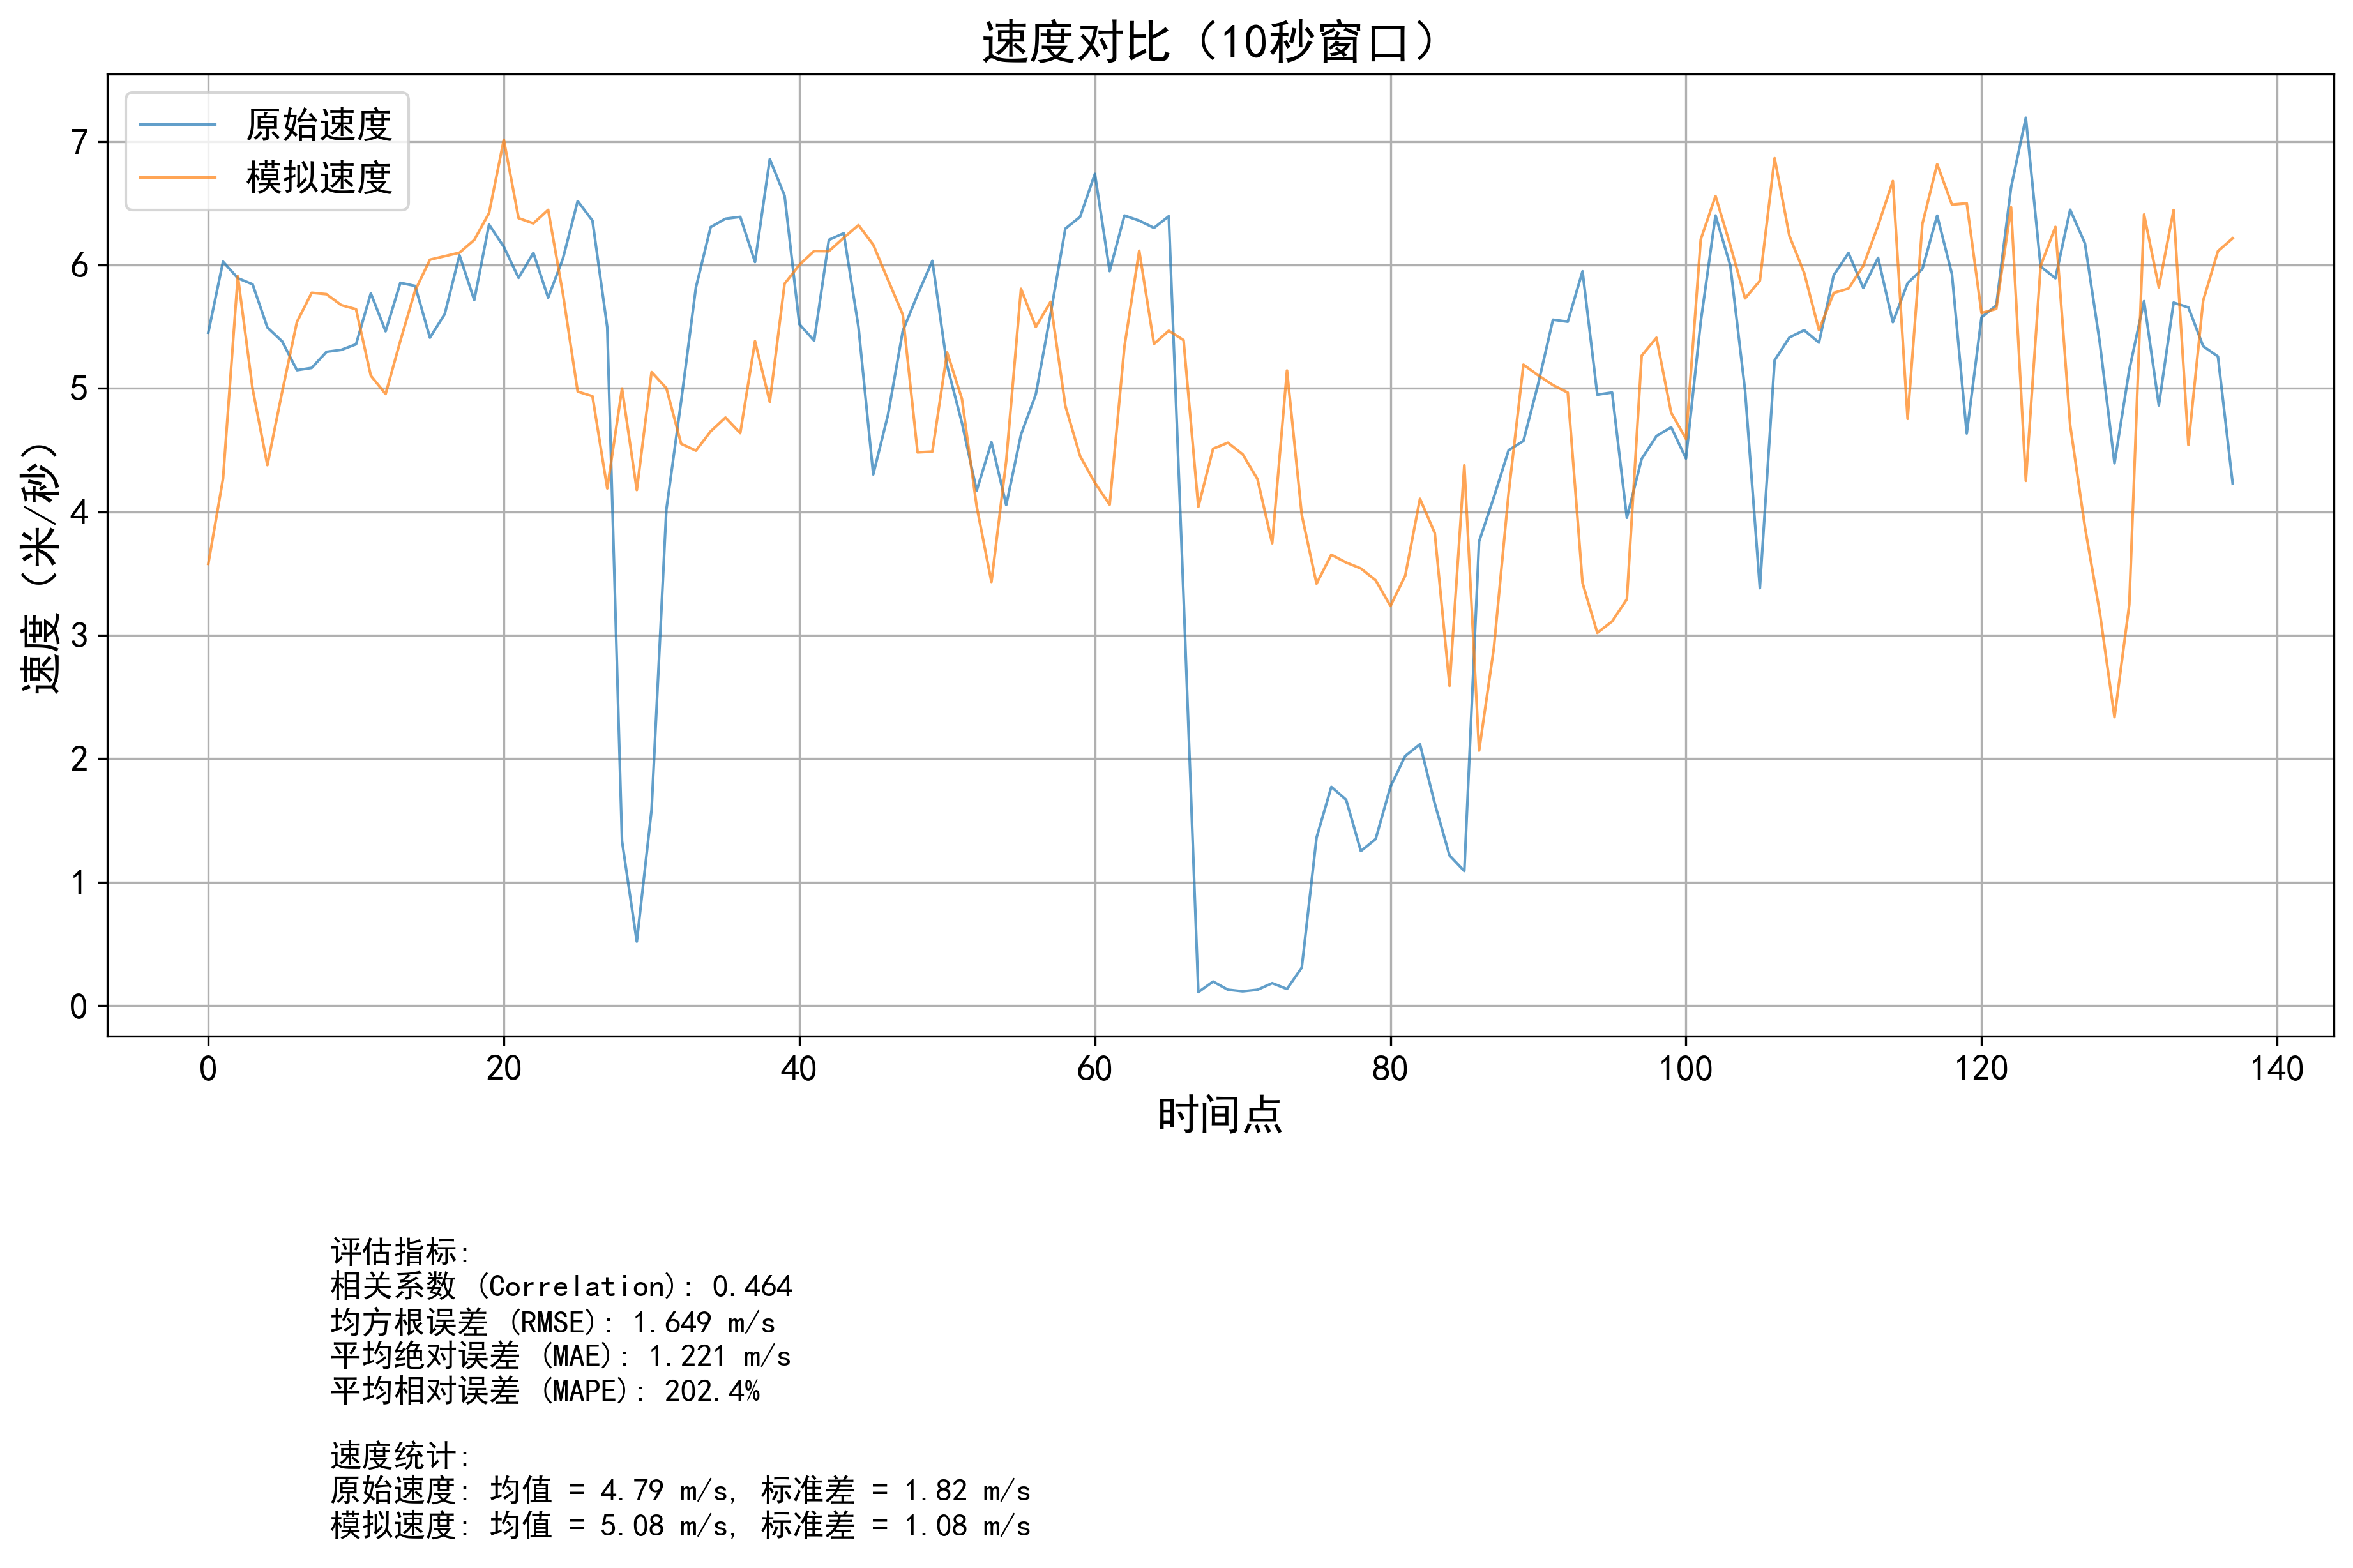 速度对比（10秒窗口）
原始速度
模拟速度
速度（米/秒）
7
6
5
4
3
2
1
0
0 20 40 60 80 100 120 140
时间点
评估指标:
相关系数 (Correlation): 0.464
均方根误差 (RMSE): 1.649 m/s
平均绝对误差 (MAE): 1.221 m/s
平均相对误差 (MAPE): 202.4%
速度统计:
原始速度: 均值 = 4.79 m/s, 标准差 = 1.82 m/s
模拟速度: 均值 = 5.08 m/s, 标准差 = 1.08 m/s